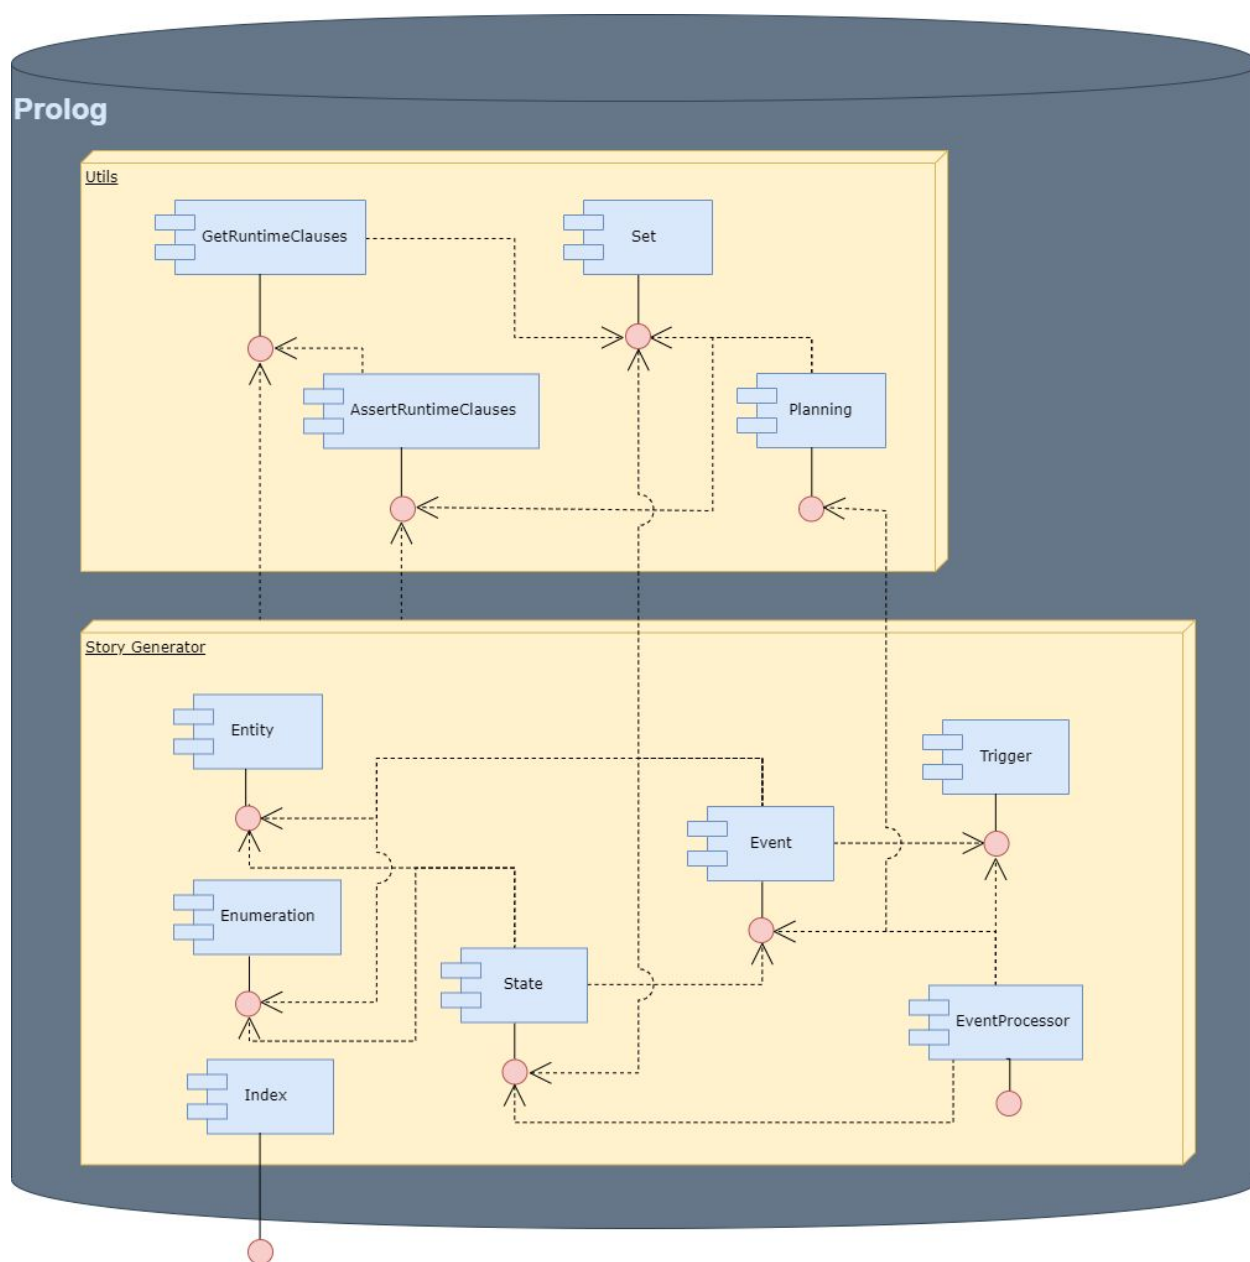 Prolog
Utils
GetRuntimeClauses
Set
AssertRuntimeClauses
Planning
Story Generator
Entity
Trigger
Event
Enumeration
State
EventProcessor
Index